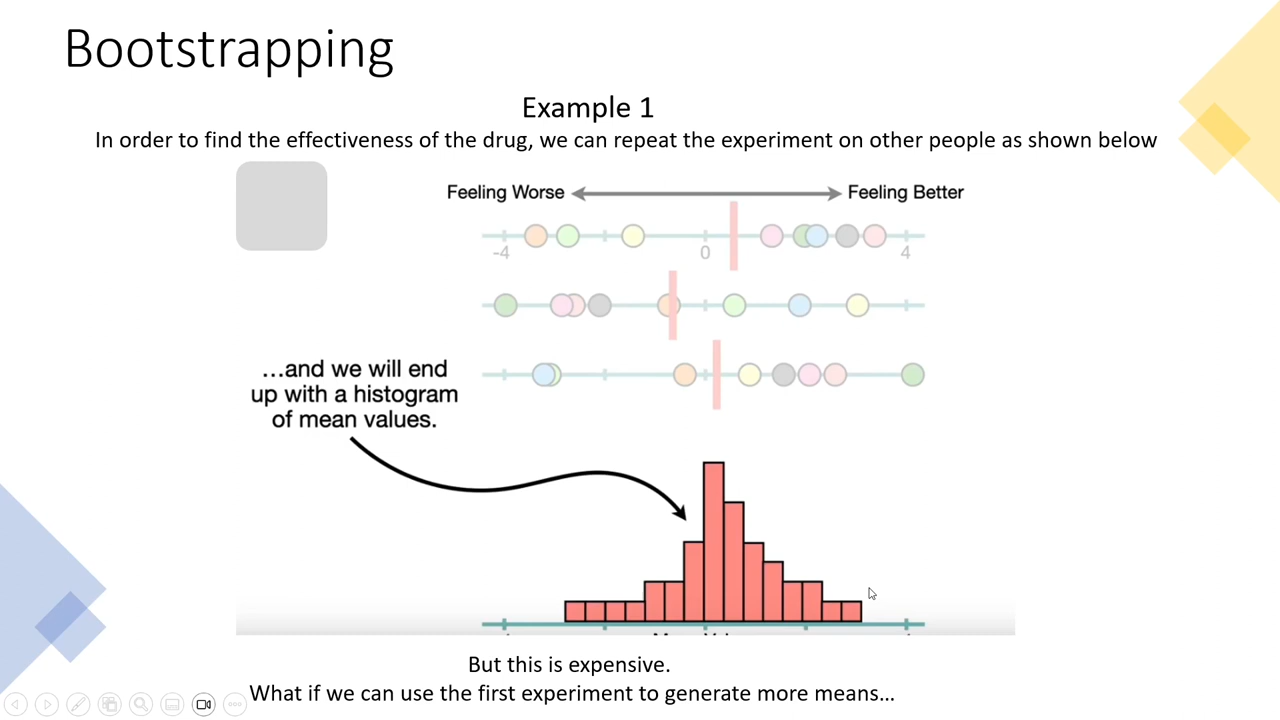 Bootstrapping
Example 1
In order to find the effectiveness of the drug, we can repeat the experiment on other people as shown below
Feeling Worse
Feeling Better
-4
0
4
…and we will end
up with a histogram
of mean values.
But this is expensive.
What if we can use the first experiment to generate more means…